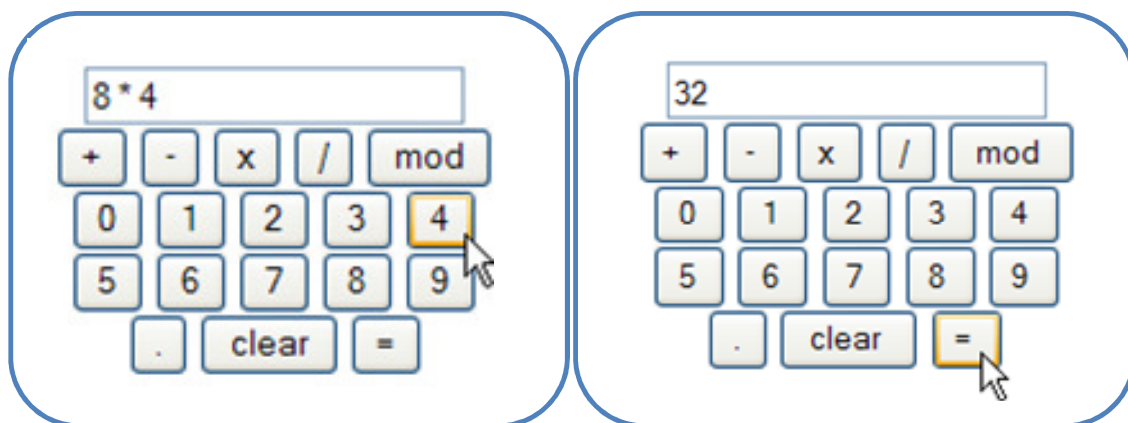 8 * 4
+ - x / mod
0 1 2 3 4
5 6 7 8 9
. clear =
32
+ - x / mod
0 1 2 3 4
5 6 7 8 9
. clear =